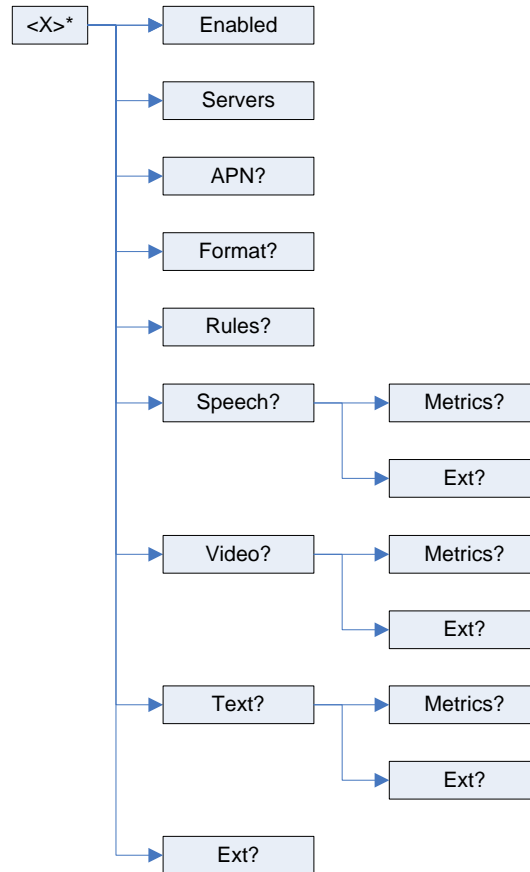 <X>*
Enabled
Servers
APN?
Format?
Rules?
Speech?
Metrics?
Ext?
Video?
Metrics?
Ext?
Text?
Metrics?
Ext?
Ext?